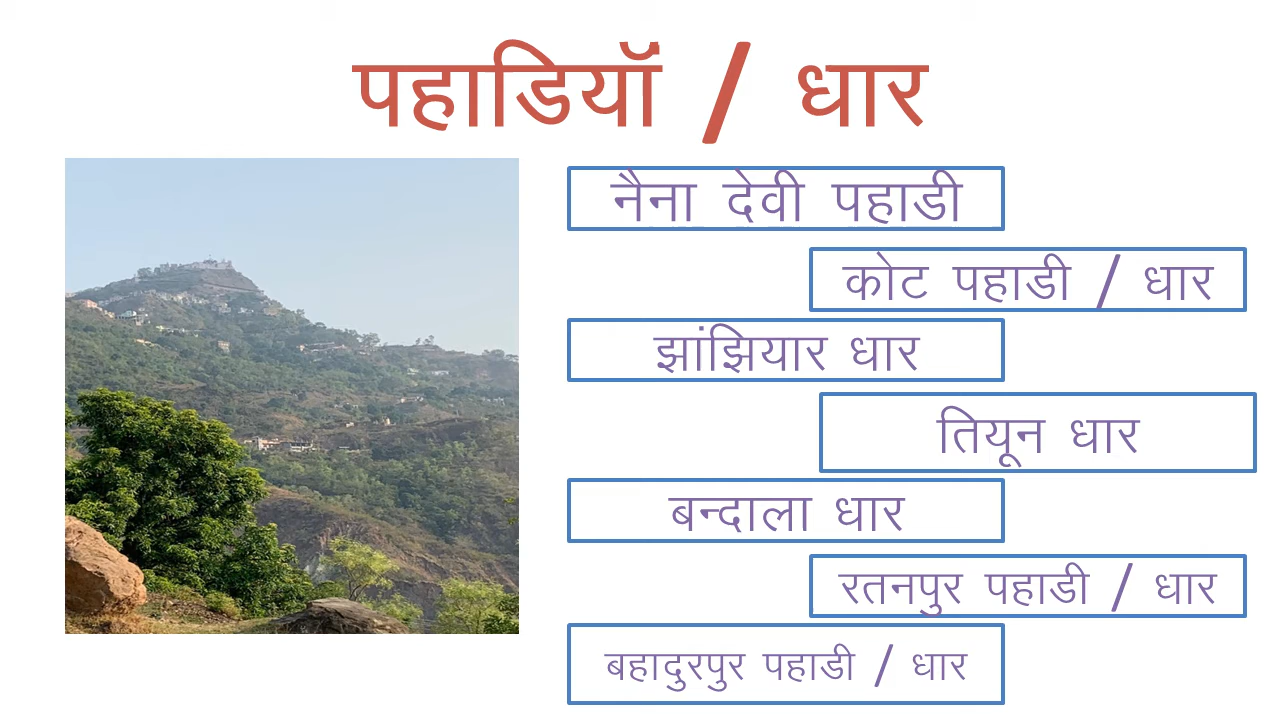 पहाडियॉ / धार
नैना देवी पहाडी
कोट पहाडी / धार
झांझियार धार
तियून धार
बन्दाला धार
रतनपुर पहाडी / धार
बहादुरपुर पहाडी / धार